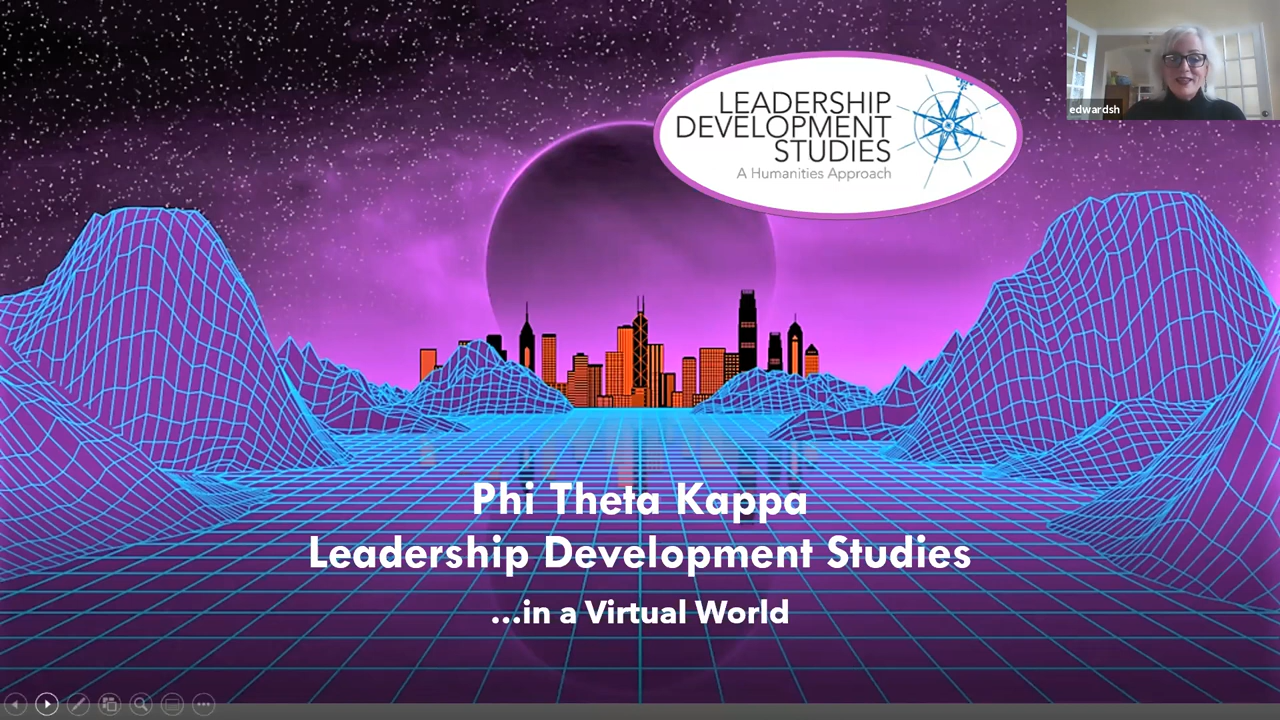 LEADERSHIP
DEVELOPMENT
STUDIES
A Humanities Approach
edwardsh
Phi Theta Kappa
Leadership Development Studies
...in a Virtual World